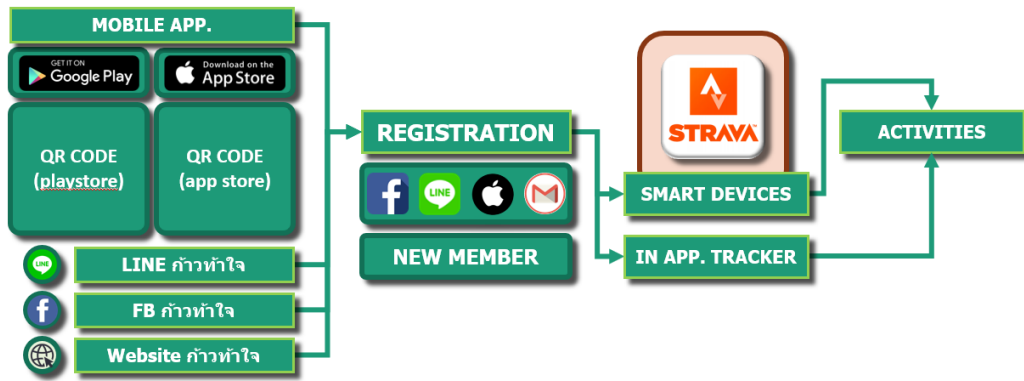 MOBILE APP.
GET IT ON
Google Play
Download on the
App Store
QR CODE
(playstore)
QR CODE
(app store)
LINE
LINE ก้าวท้าใจ
f
FB ก้าวท้าใจ
Website ก้าวท้าใจ
REGISTRATION
f
LINE
M
NEW MEMBER
STRAVA
SMART DEVICES
IN APP. TRACKER
ACTIVITIES